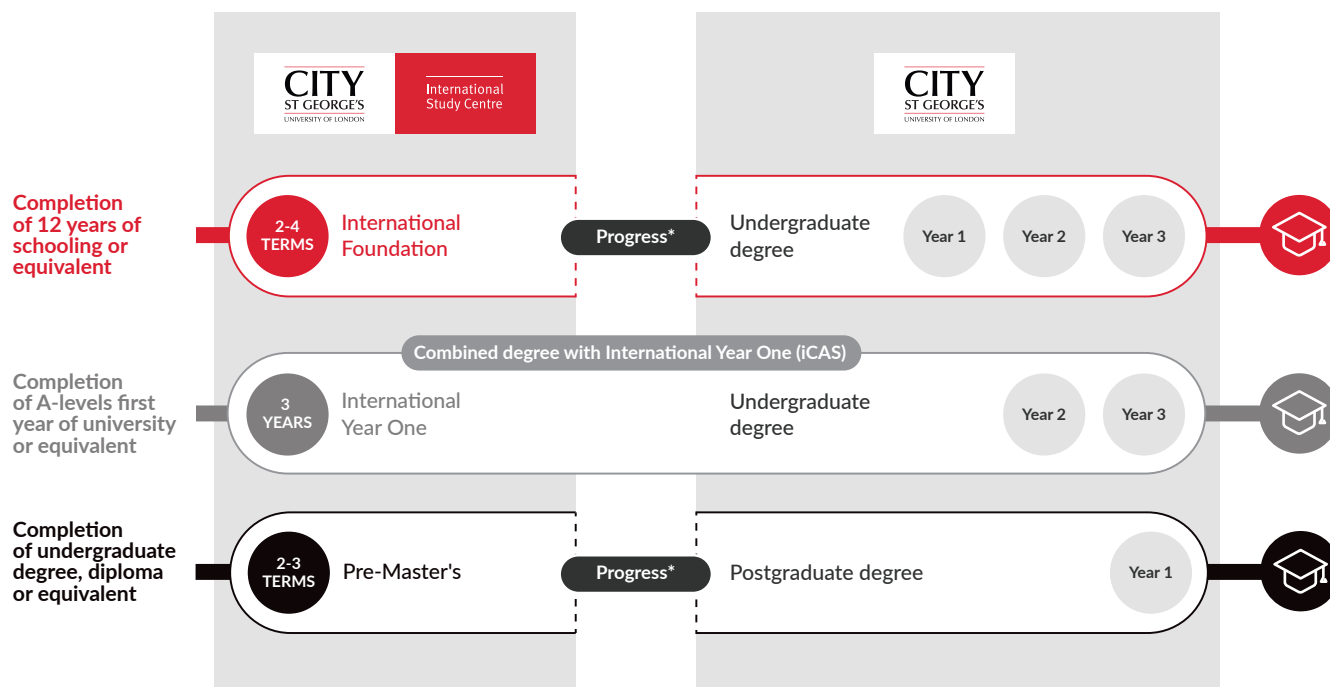 CITY
ST GEORGE'S
UNIVERSITY OF LONDON
International
Study Centre
CITY
ST GEORGE'S
UNIVERSITY OF LONDON
Completion
of 12 years of
schooling or
equivalent
2-4
TERMS
International
Foundation
Progress*
Undergraduate
degree
Year 1
Year 2
Year 3
Combined degree with International Year One (iCAS)
Completion
of A-levels first
year of university
or equivalent
3
YEARS
International
Year One
Undergraduate
degree
Year 2
Year 3
Completion
of undergraduate
degree, diploma
or equivalent
2-3
TERMS
Pre-Master's
Progress*
Postgraduate degree
Year 1